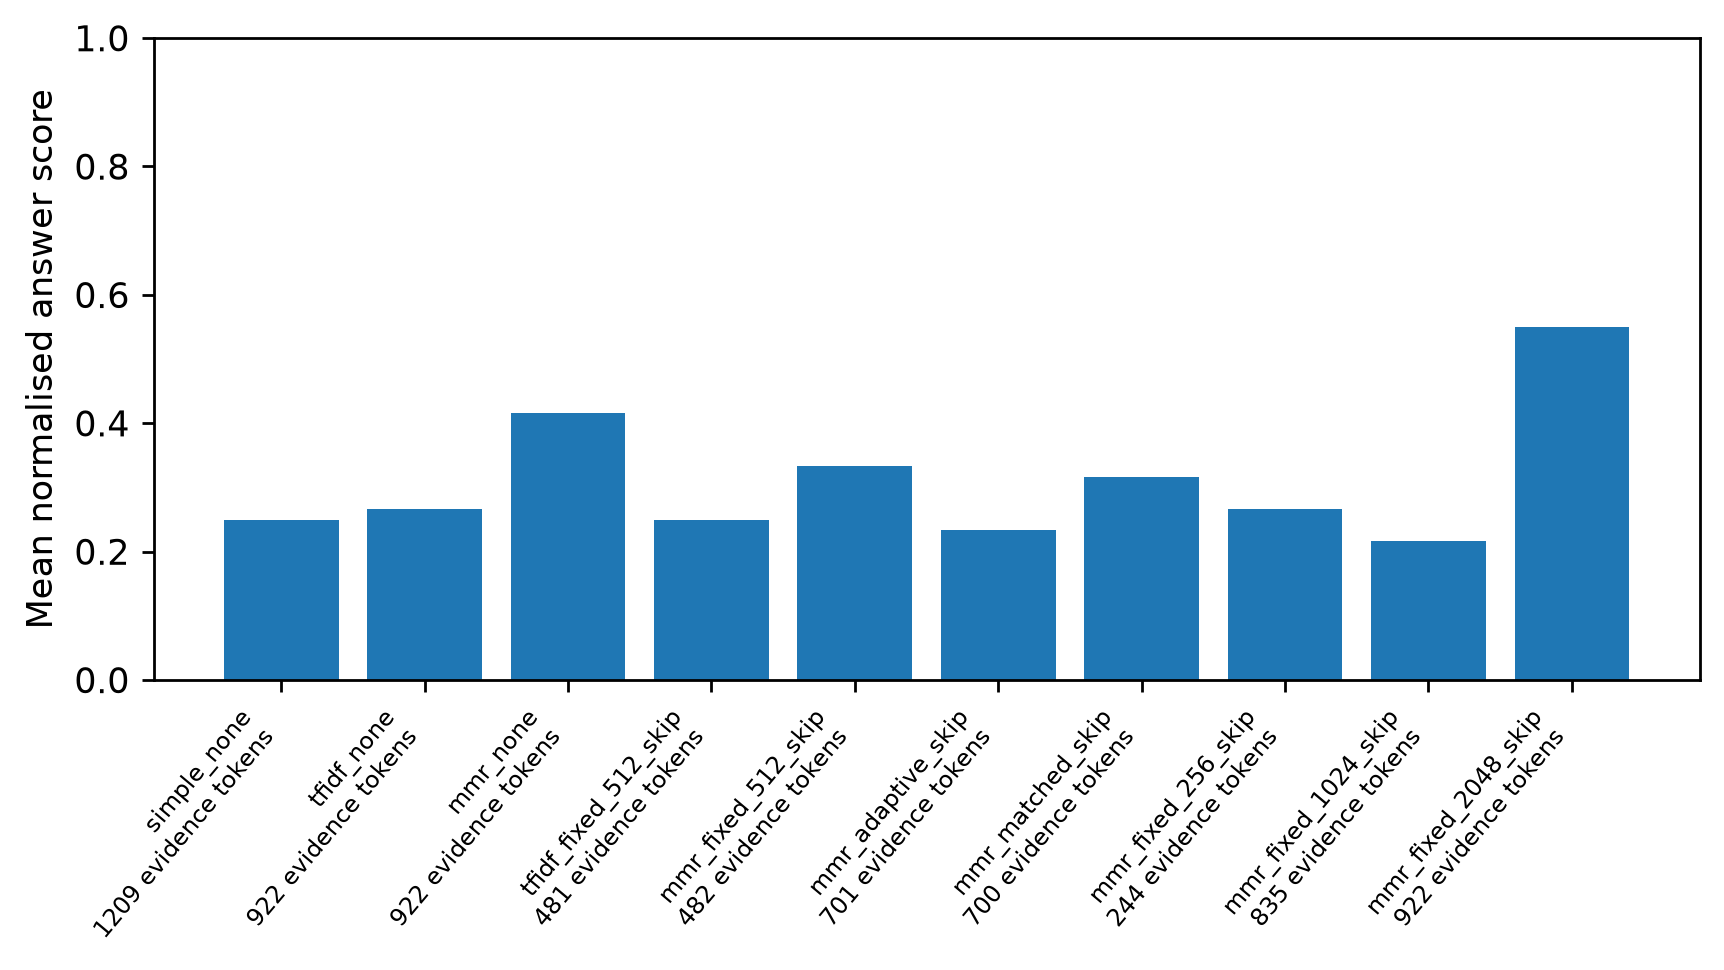 Mean normalised answer score
1.0
0.8
0.6
0.4
0.2
0.0
simple_none
1209 evidence tokens
tfidf_none
922 evidence tokens
mmr_none
922 evidence tokens
tfidf_fixed_512_skip
481 evidence tokens
mmr_fixed_512_skip
482 evidence tokens
mmr_adaptive_skip
701 evidence tokens
mmr_matched_skip
700 evidence tokens
mmr_fixed_256_skip
244 evidence tokens
mmr_fixed_1024_skip
835 evidence tokens
mmr_fixed_2048_skip
922 evidence tokens